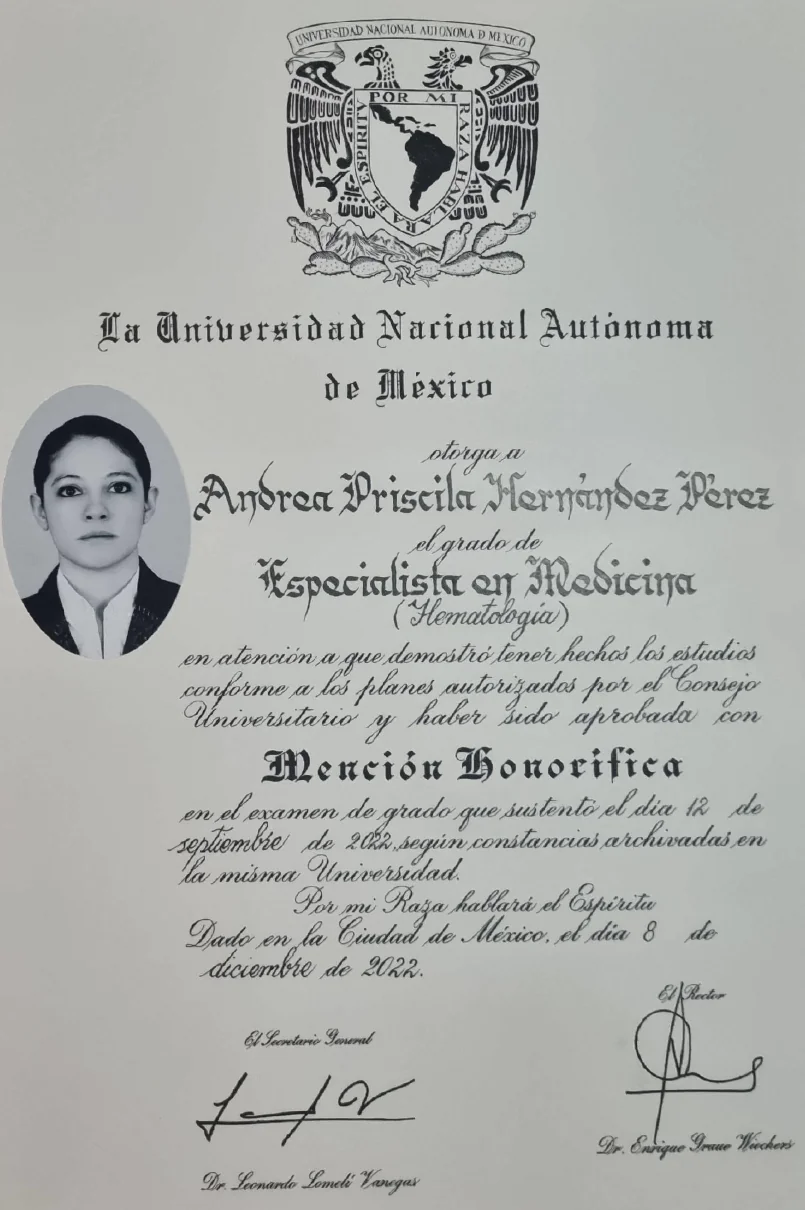 UNIVERSIDAD NACIONAL AUTONOMA D MEXICO
POR MI RAZA HABLARA EL ESPIRITU
La Universidad Nacional Autónoma
de México
otorga a
Andrea Priscila Hernández Pérez
el grado de
Especialista en Medicina
(Hematología)
en atención a que demostró tener hechos los estudios
conforme a los planes autorizados por el Consejo
Universitario y haber sido aprobada con
Mención Honorífica
en el examen de grado que sustentó el día 12 de
septiembre de 2022, según constancias archivadas en
la misma Universidad.
Por mi Raza hablará el Espíritu
Dado en la Ciudad de México, el día 8 de
diciembre de 2022.
El Rector
El Secretario General
Dr. Enrique Graue Wiechers
Dr. Leonardo Lomelí Vanegas